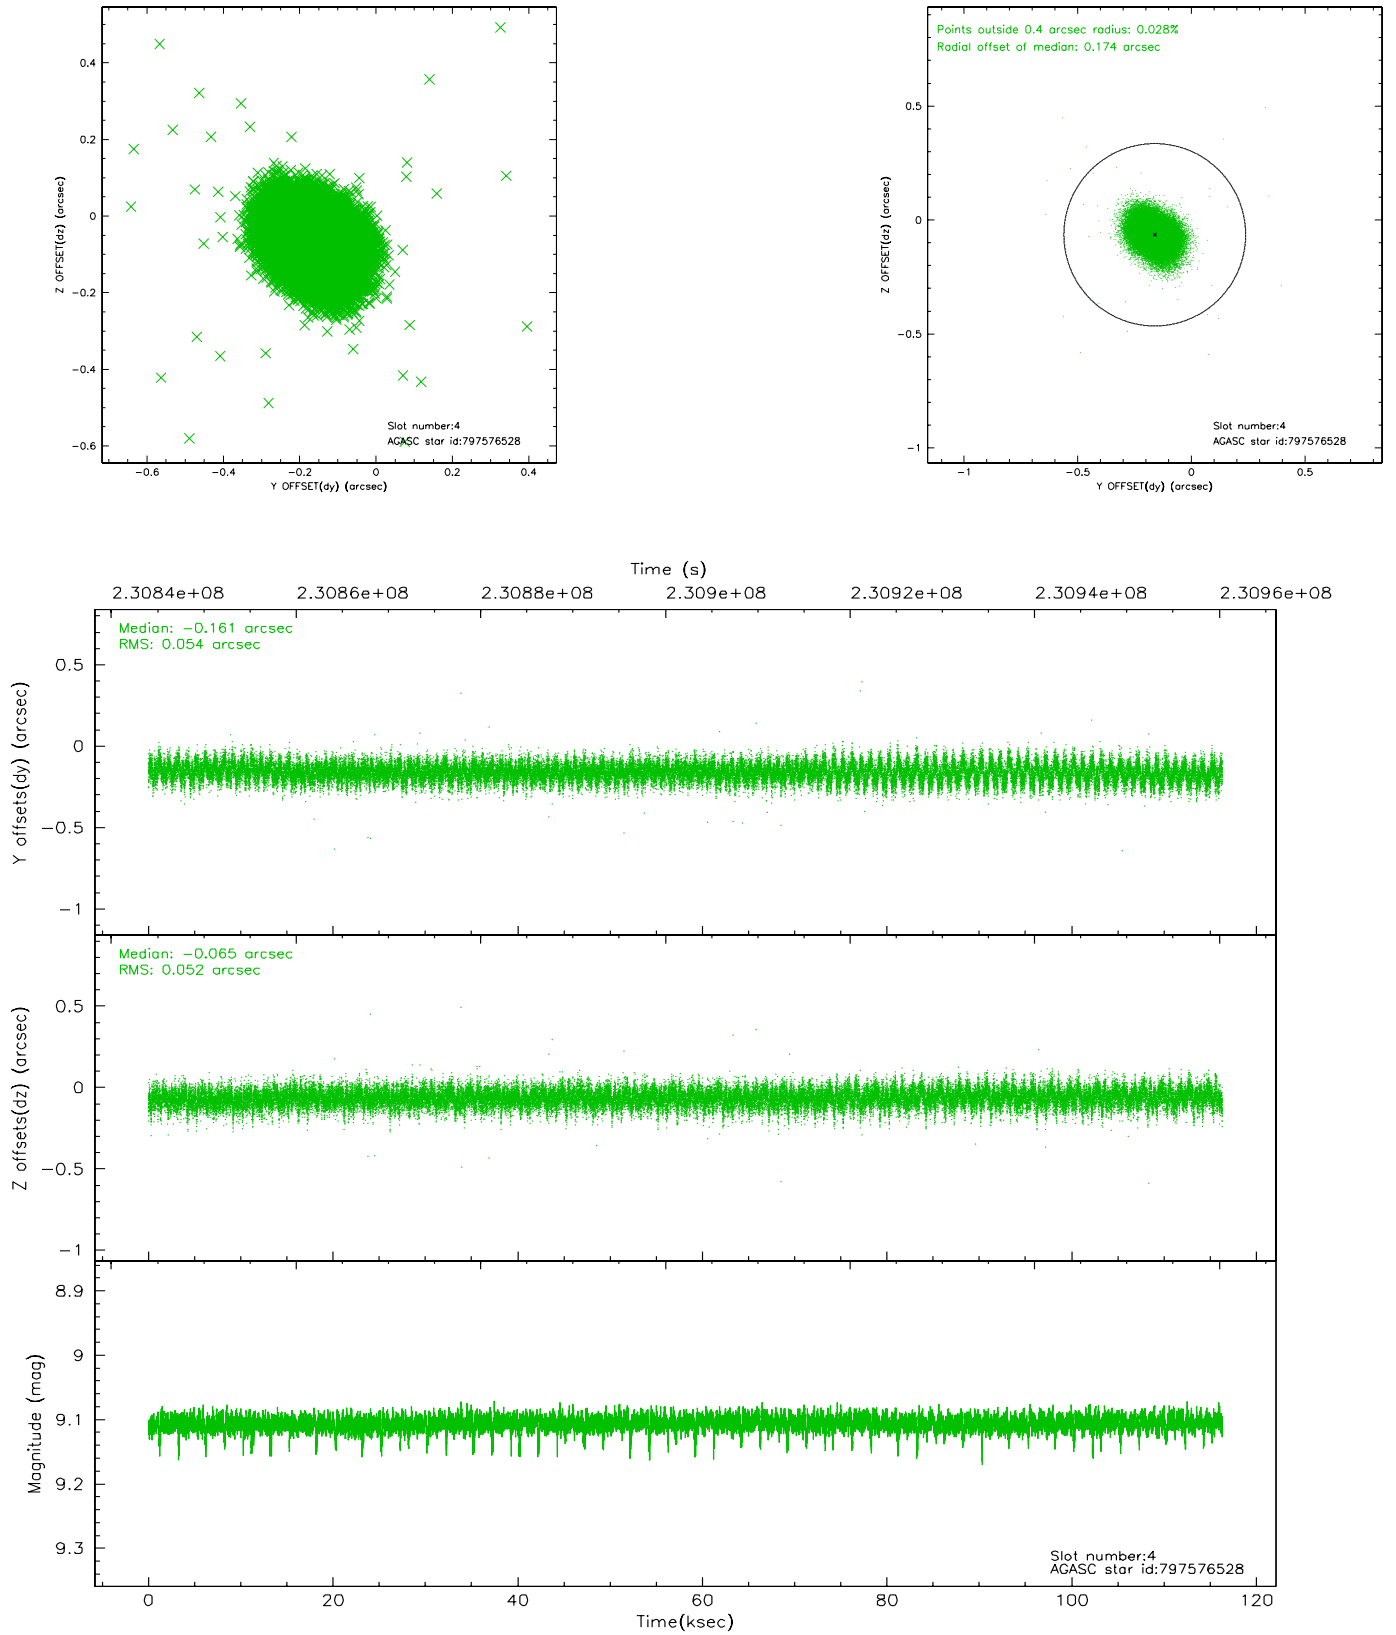 0.4
0.2
0
−0.2
−0.4
−0.6
Z OFFSET(dz) (arcsec)
−0.6 −0.4 −0.2 0 0.2 0.4
Y OFFSET(dy) (arcsec)
Slot number:4
AGASC star id:797576528
Points outside 0.4 arcsec radius: 0.028%
Radial offset of median: 0.174 arcsec
0.5
0
−0.5
−1
Z OFFSET(dz) (arcsec)
−1 −0.5 0 0.5
Y OFFSET(dy) (arcsec)
Slot number:4
AGASC star id:797576528
Time (s)
2.3084e+08 2.3086e+08 2.3088e+08 2.309e+08 2.3092e+08 2.3094e+08 2.3096e+08
Median: −0.161 arcsec
RMS: 0.054 arcsec
0.5
0
−0.5
−1
Y offsets(dy) (arcsec)
Median: −0.065 arcsec
RMS: 0.052 arcsec
0.5
0
−0.5
−1
Z offsets(dz) (arcsec)
8.9
9
9.1
9.2
9.3
Magnitude (mag)
Slot number:4
AGASC star id:797576528
0 20 40 60 80 100 120
Time(ksec)